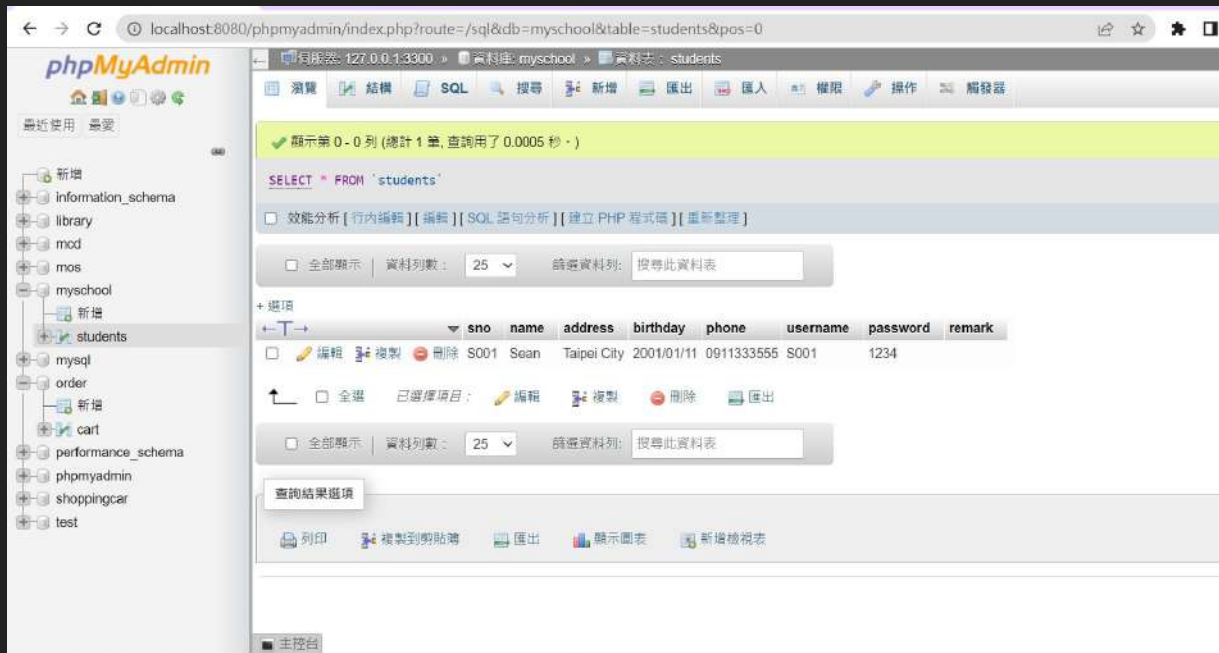 localhost:8080/phpmyadmin/index.php?route=/sql&db=myschool&table=students&pos=0
phpMyAdmin
最近使用 最愛
新增
information_schema
library
mcd
mos
myschool
新增
students
mysql
order
新增
cart
performance_schema
phpmyadmin
shoppingcar
test
伺服器: 127.0.0.1:3300 » 資料庫: myschool » 資料表: students
瀏覽 結構 SQL 搜尋 新增 匯出 匯入 權限 操作 觸發器
顯示第 0 - 0 列 (總計 1 筆, 查詢用了 0.0005 秒。)
SELECT * FROM `students`
效能分析 [ 行內編輯 ] [ 編輯 ] [ SQL 語句分析 ] [ 建立 PHP 程式碼 ] [ 重新整理 ]
全部顯示 | 資料列數: 25 篩選資料列: 搜尋此資料表
+ 選項
←T→ sno name address birthday phone username password remark
編輯 複製 刪除 S001 Sean Taipei City 2001/01/11 0911333555 S001 1234
全選 已選擇項目: 編輯 複製 刪除 匯出
全部顯示 | 資料列數: 25 篩選資料列: 搜尋此資料表
查詢結果選項
列印 複製到剪貼簿 匯出 顯示圖表 新增檢視表
主控台